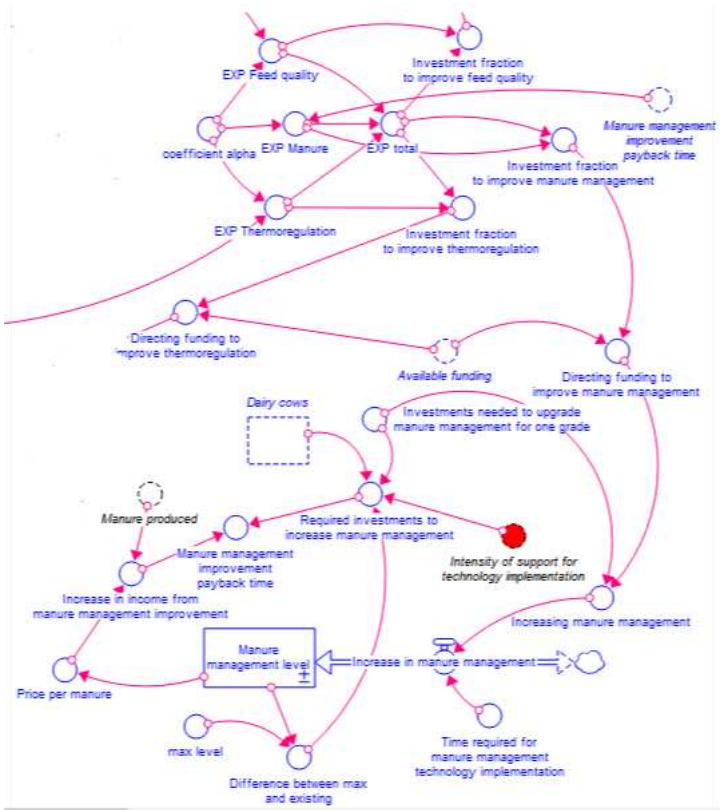 EXP Feed quality
Investment fraction
to improve feed quality
Manure management
improvement
payback time
coefficient alpha
EXP Manure
EXP total
Investment fraction
to improve manure management
EXP Thermoregulation
Investment fraction
to improve thermoregulation
Directing funding to
improve thermoregulation
Available funding
Directing funding to
improve manure management
Dairy cows
Investments needed to upgrade
manure management for one grade
Manure produced
Manure management
improvement
payback time
Required investments to
increase manure management
Intensity of support for
technology implementation
Increase in income from
manure management improvement
Increasing manure management
Manure
management level
Increase in manure management
Price per manure
max level
Difference between max
and existing
Time required for
manure management
technology implementation